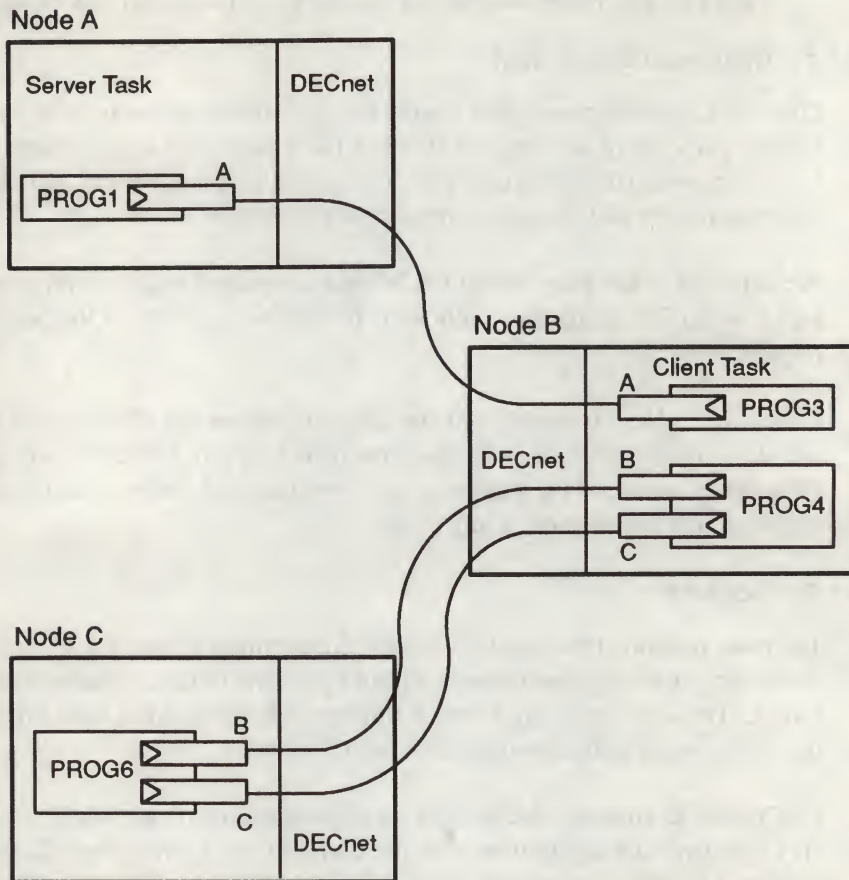 Node A
Server Task
DECnet
A
PROG1
Node B
Client Task
A
PROG3
DECnet
B
PROG4
C
Node C
B
PROG6
C
DECnet